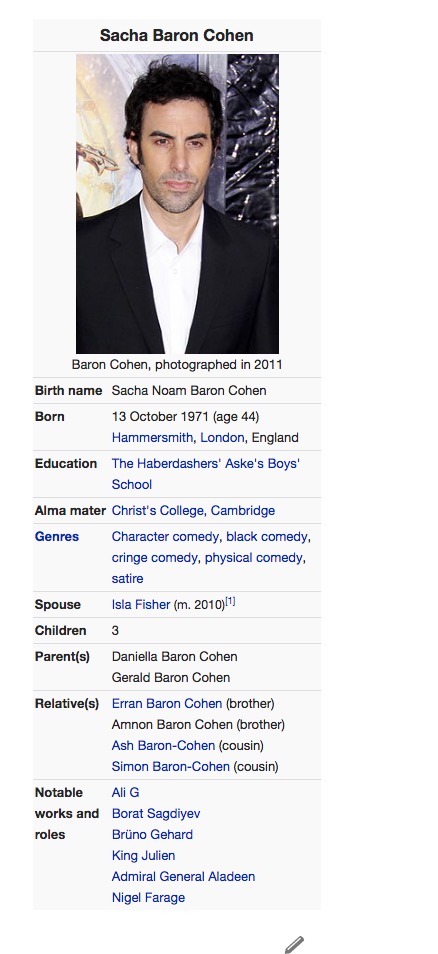 Sacha Baron Cohen
Baron Cohen, photographed in 2011
Birth name Sacha Noam Baron Cohen
Born 13 October 1971 (age 44)
Hammersmith, London, England
Education The Haberdashers' Aske's Boys'
School
Alma mater Christ's College, Cambridge
Genres Character comedy, black comedy,
cringe comedy, physical comedy,
satire
Spouse Isla Fisher (m. 2010)[1]
Children 3
Parent(s) Daniella Baron Cohen
Gerald Baron Cohen
Relative(s) Erran Baron Cohen (brother)
Amnon Baron Cohen (brother)
Ash Baron-Cohen (cousin)
Simon Baron-Cohen (cousin)
Notable Ali G
works and Borat Sagdiyev
roles Brüno Gehard
King Julien
Admiral General Aladeen
Nigel Farage